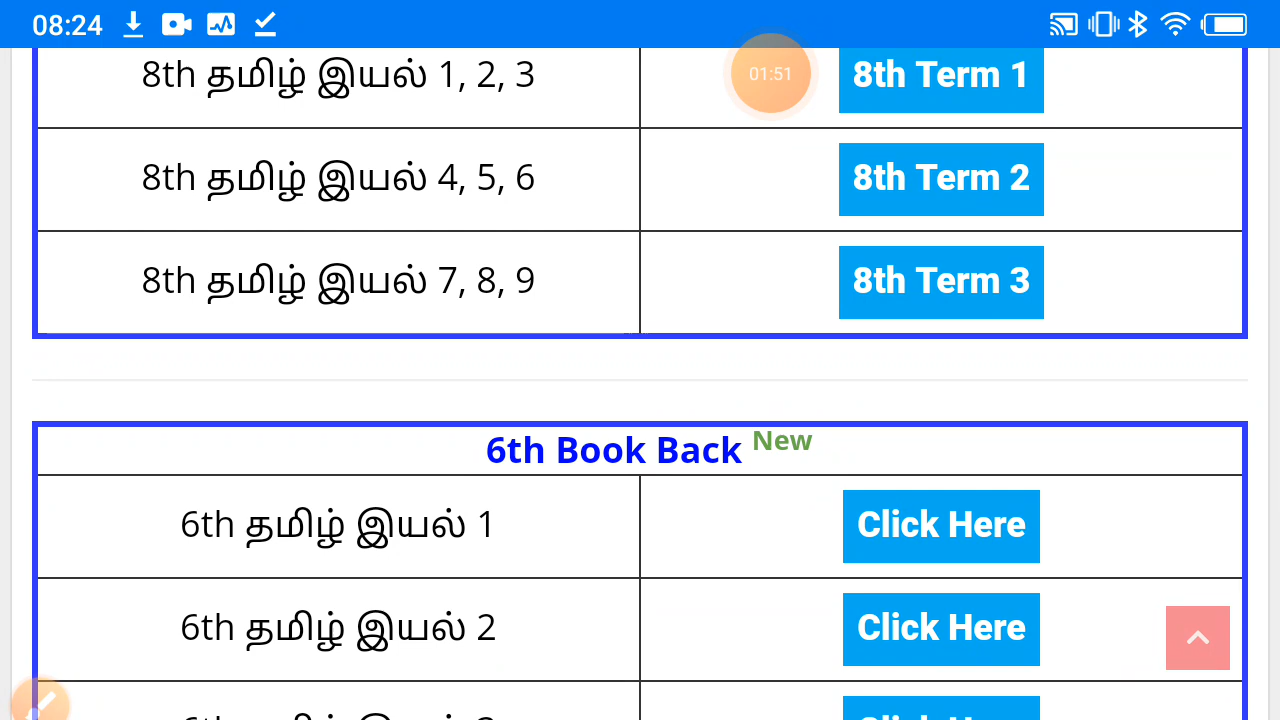 08:24
01:51
8th தமிழ் இயல் 1, 2, 3 8th Term 1
8th தமிழ் இயல் 4, 5, 6 8th Term 2
8th தமிழ் இயல் 7, 8, 9 8th Term 3
6th Book Back New
6th தமிழ் இயல் 1 Click Here
6th தமிழ் இயல் 2 Click Here